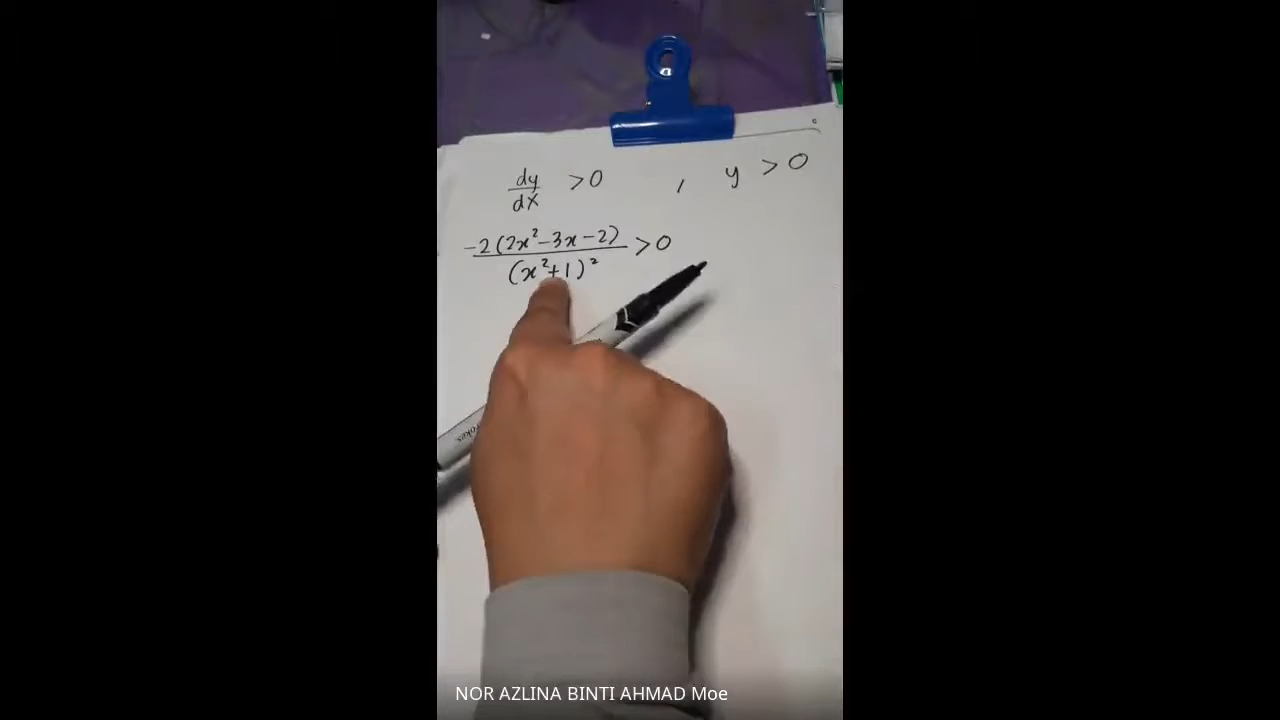 dy/dx > 0 , y > 0
-2(2x²-3x-2)/(x²+1)² > 0
NOR AZLINA BINTI AHMAD Moe